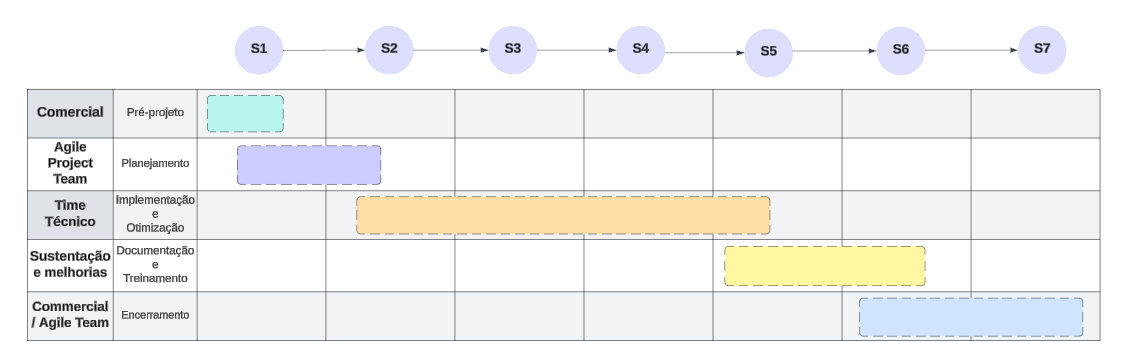 S1
S2
S3
S4
S5
S6
S7
Comercial
Pré-projeto
Agile
Project
Team
Planejamento
Time
Técnico
Implementação
e
Otimização
Sustentação
e melhorias
Documentação
e
Treinamento
Commercial
/ Agile Team
Encerramento